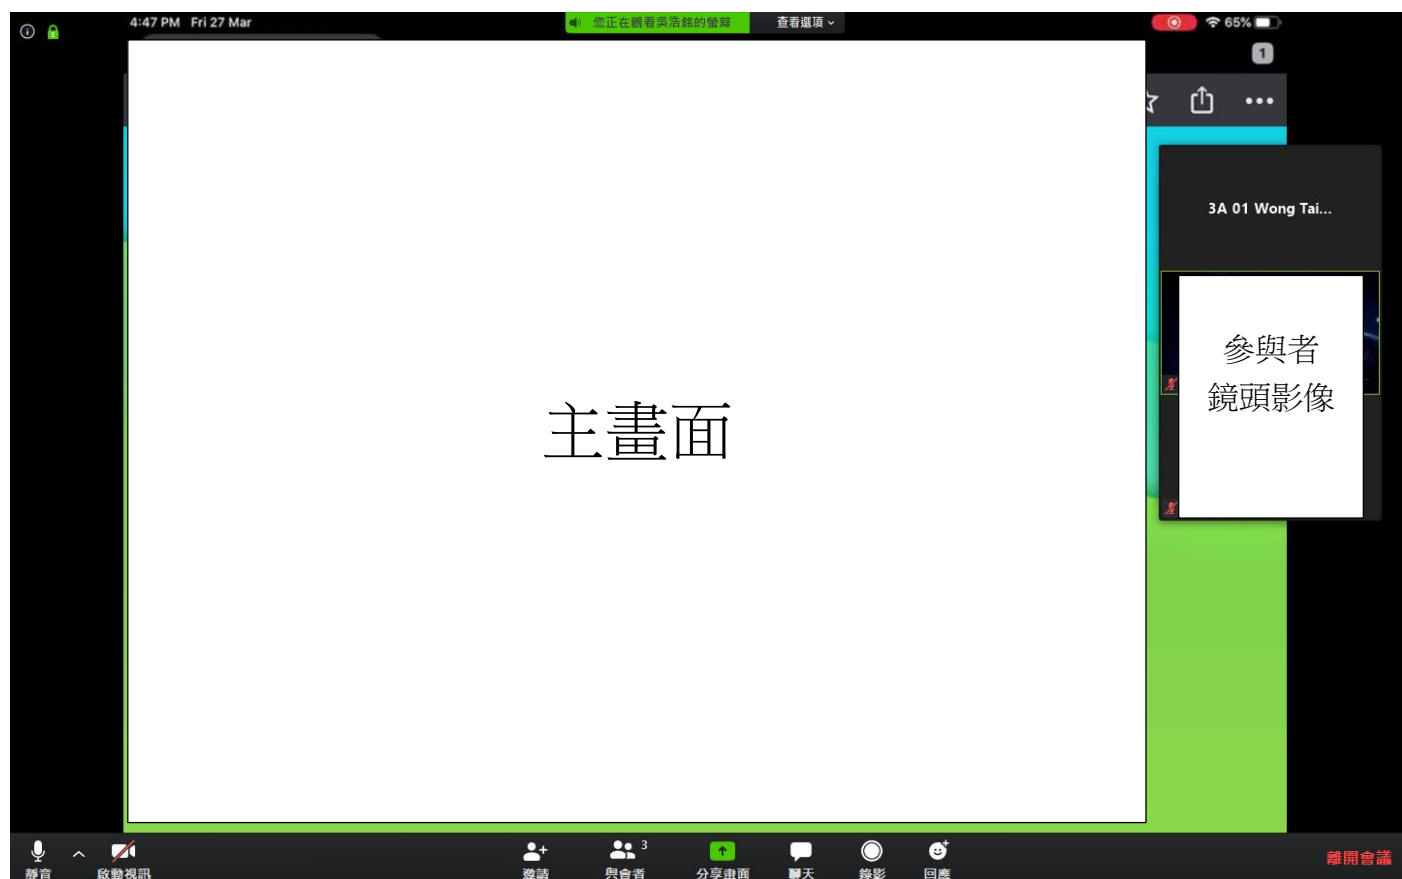 4:47 PM Fri 27 Mar
您正在觀看吳浩銘的螢幕
查看選項
65%
1
3A 01 Wong Tai...
參與者
鏡頭影像
主畫面
靜音
啟動視訊
邀請
3
與會者
分享畫面
聊天
錄影
回應
離開會議